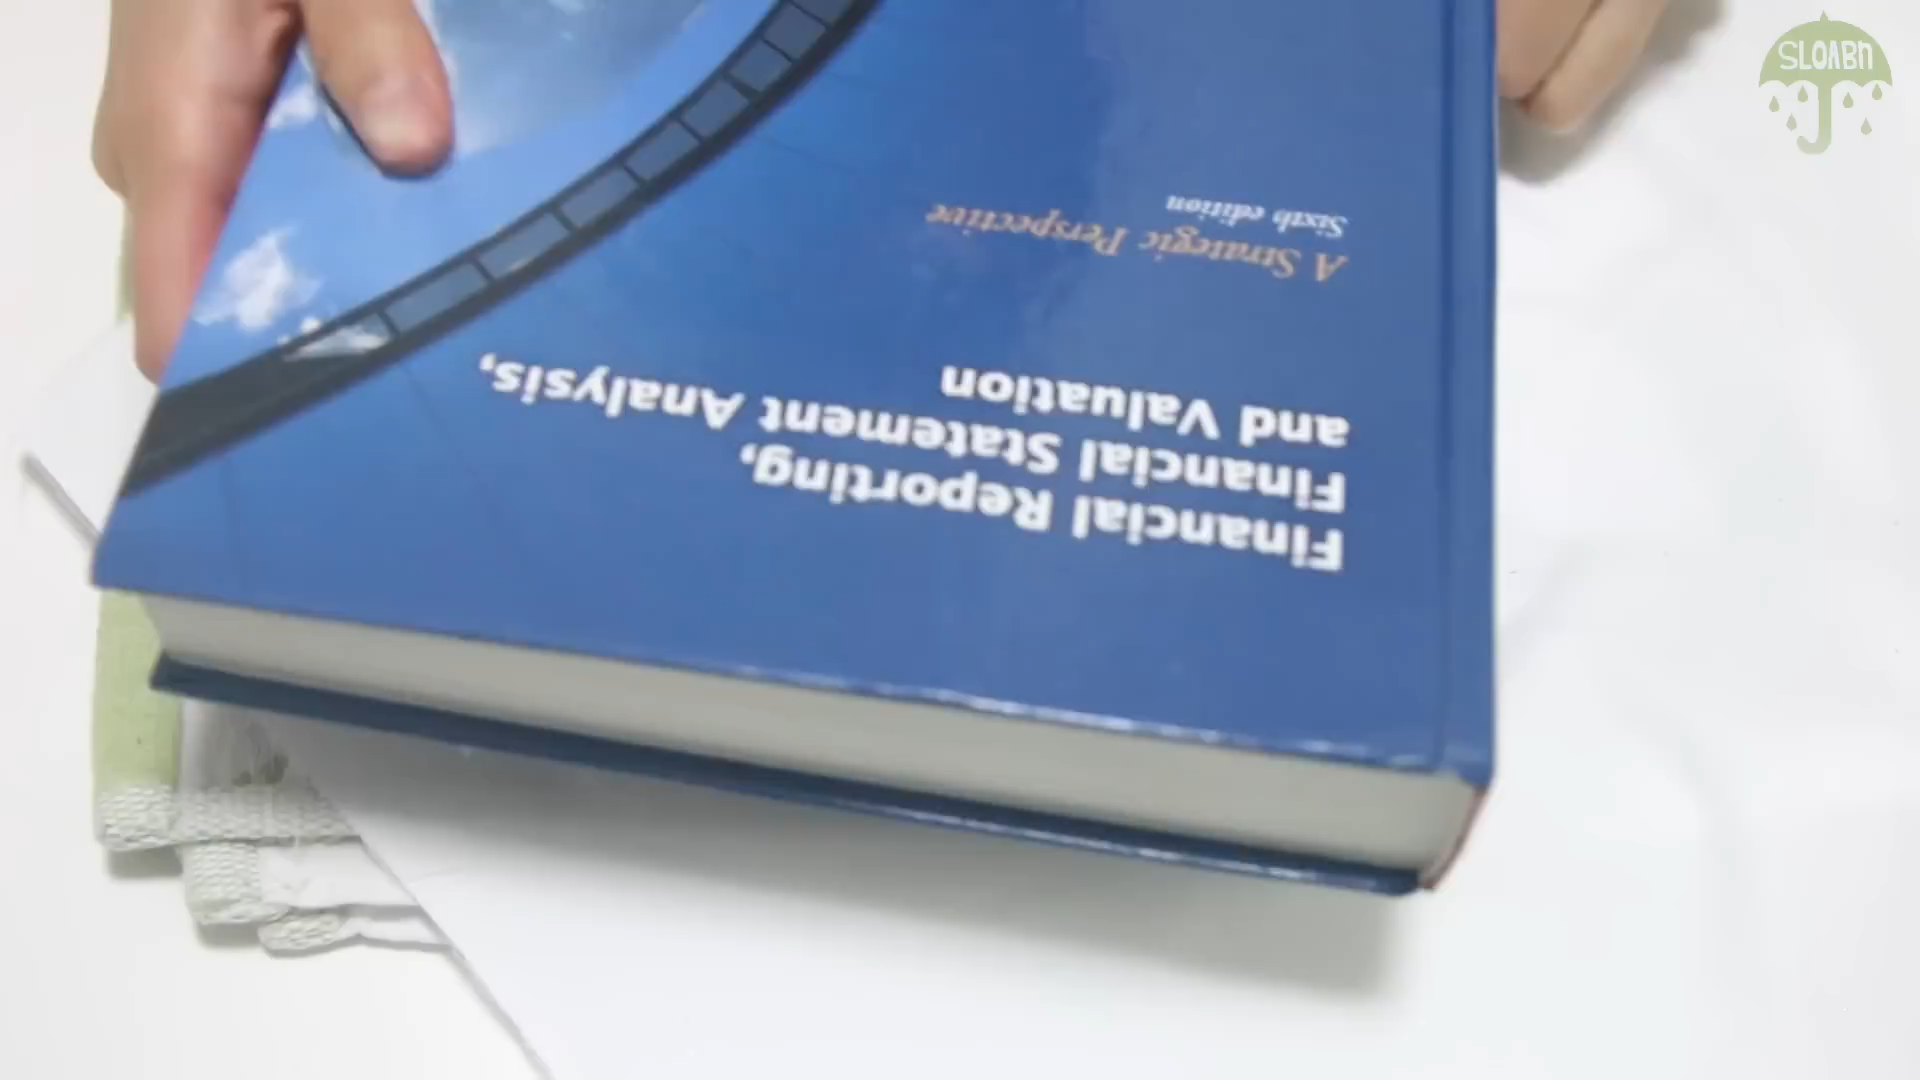 Financial Reporting,
Financial Statement Analysis,
and Valuation
A Strategic Perspective
Sixth edition
SLOABN